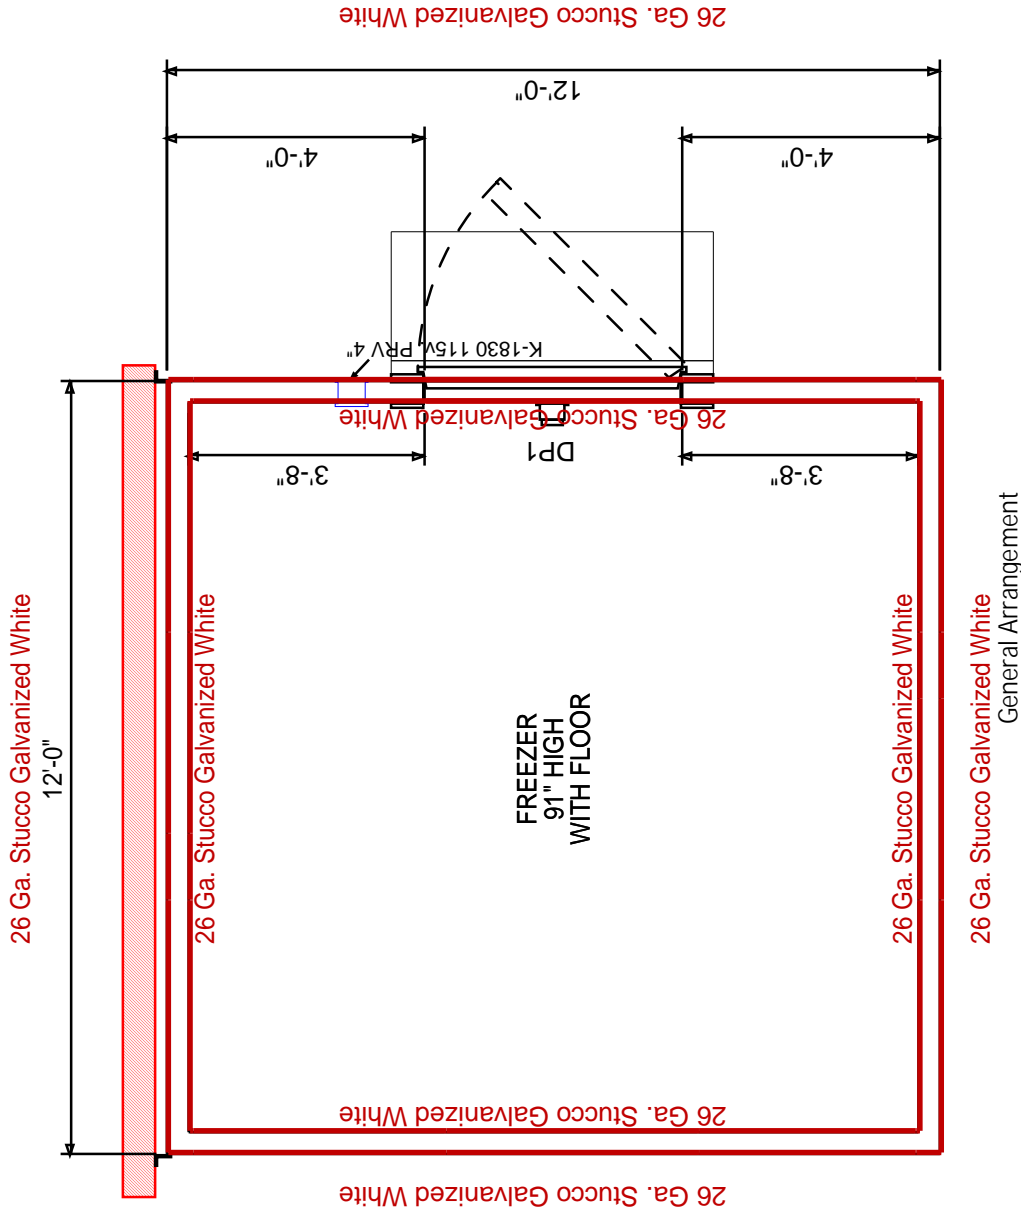 26 Ga. Stucco Galvanized White
12'-0"
4'-0"
4'-0"
K-1830 115v, PRV 4"
26 Ga. Stucco Galvanized White
DP1
3'-8"
3'-8"
26 Ga. Stucco Galvanized White
12'-0"
26 Ga. Stucco Galvanized White
FREEZER
91" HIGH
WITH FLOOR
26 Ga. Stucco Galvanized White
26 Ga. Stucco Galvanized White
General Arrangement
26 Ga. Stucco Galvanized White
26 Ga. Stucco Galvanized White